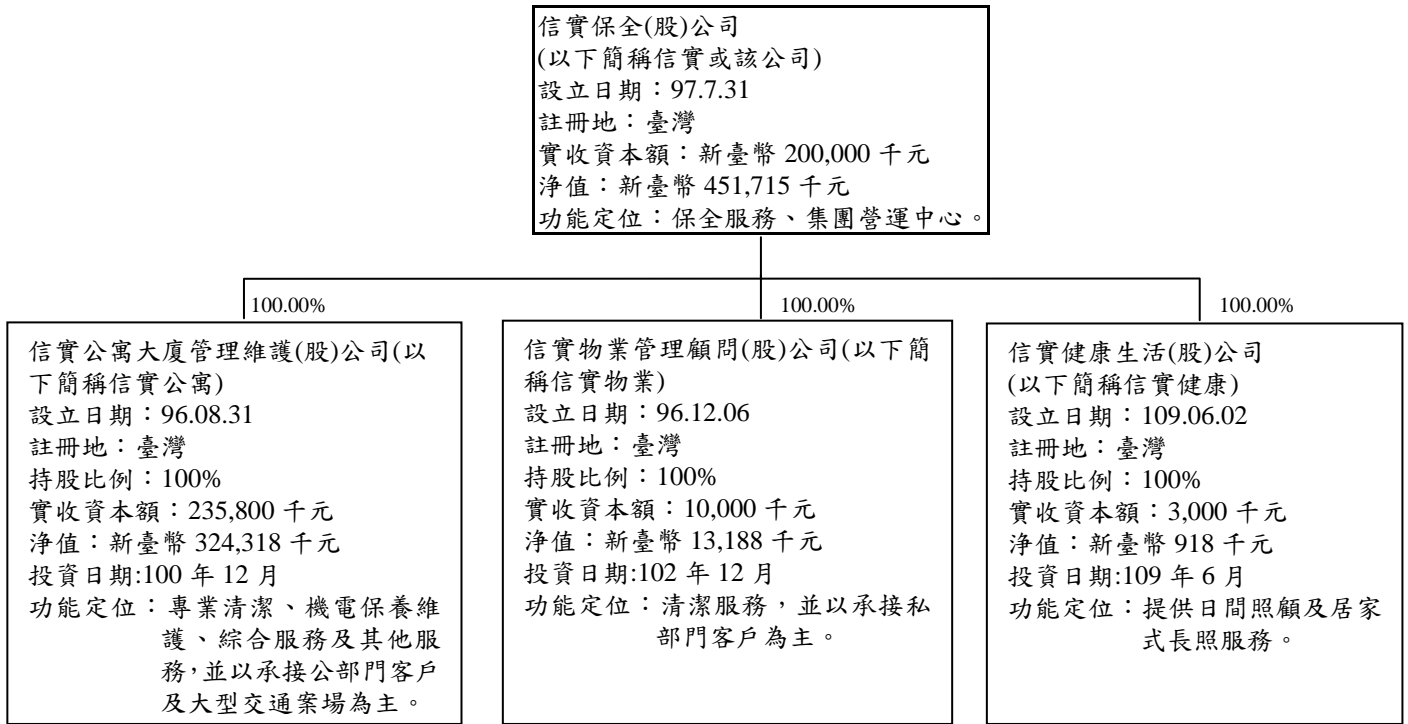 信實保全(股)公司
(以下簡稱信實或該公司)
設立日期：97.7.31
註冊地：臺灣
實收資本額：新臺幣 200,000 千元
淨值：新臺幣 451,715 千元
功能定位：保全服務、集團營運中心。
100.00%
100.00%
100.00%
信實公寓大廈管理維護(股)公司(以
下簡稱信實公寓)
設立日期：96.08.31
註冊地：臺灣
持股比例：100%
實收資本額：235,800 千元
淨值：新臺幣 324,318 千元
投資日期:100 年 12 月
功能定位：專業清潔、機電保養維
護、綜合服務及其他服
務，並以承接公部門客戶
及大型交通案場為主。
信實物業管理顧問(股)公司(以下簡
稱信實物業)
設立日期：96.12.06
註冊地：臺灣
持股比例：100%
實收資本額：10,000 千元
淨值：新臺幣 13,188 千元
投資日期:102 年 12 月
功能定位：清潔服務，並以承接私
部門客戶為主。
信實健康生活(股)公司
(以下簡稱信實健康)
設立日期：109.06.02
註冊地：臺灣
持股比例：100%
實收資本額：3,000 千元
淨值：新臺幣 918 千元
投資日期:109 年 6 月
功能定位：提供日間照顧及居家
式長照服務。